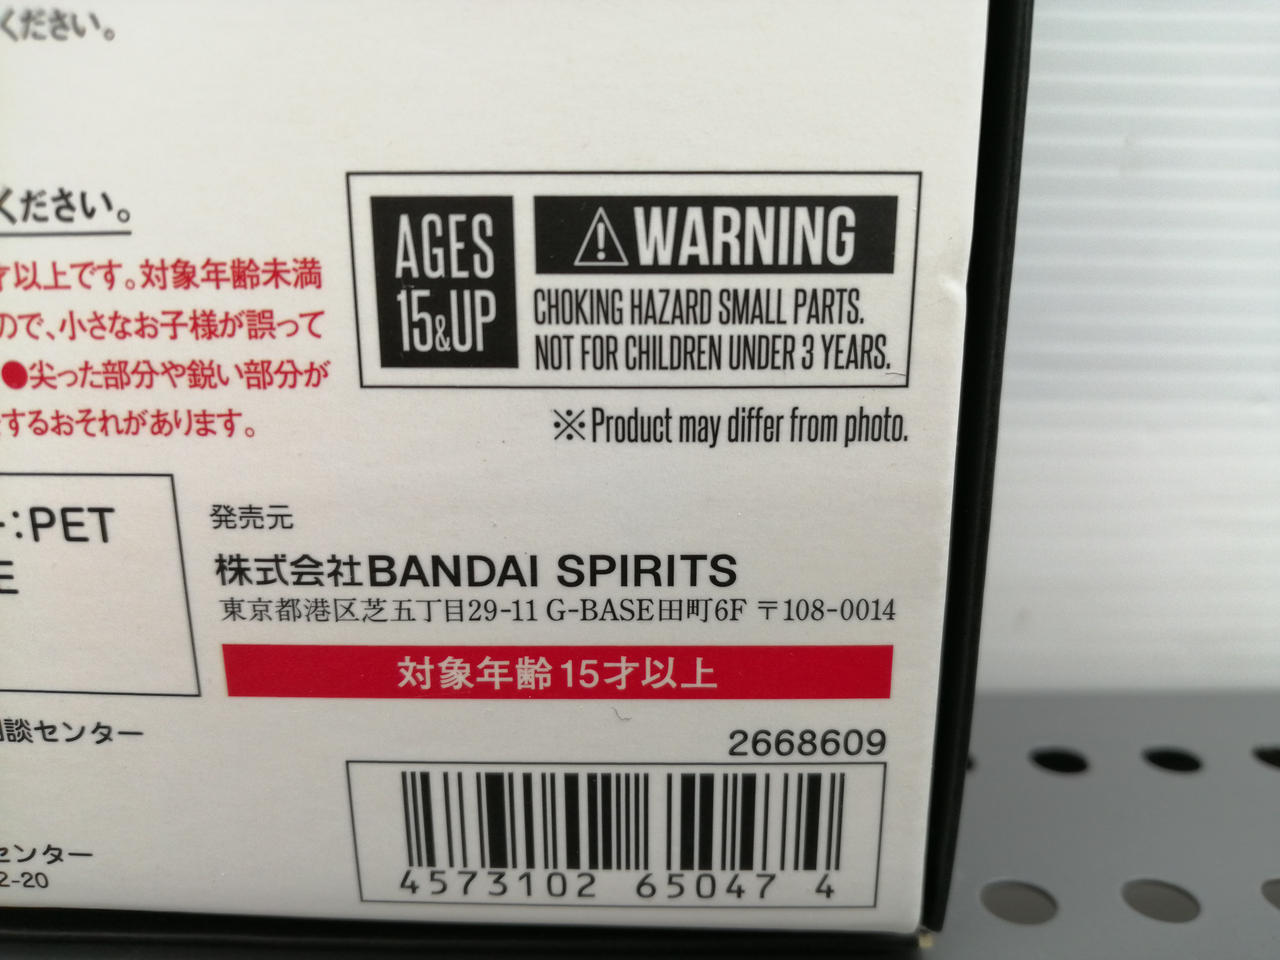 ください。
ください。
才以上です。対象年齢未満
ので、小さなお子様が誤って
●尖った部分や鋭い部分が
するおそれがあります。
AGES
15&UP
⚠WARNING
CHOKING HAZARD SMALL PARTS.
NOT FOR CHILDREN UNDER 3 YEARS.
※Product may differ from photo.
:PET
発売元
株式会社BANDAI SPIRITS
東京都港区芝五丁目29-11 G-BASE田町6F 〒108-0014
対象年齢15才以上
談センター
センター
2-20
2668609
4573102 65047 4